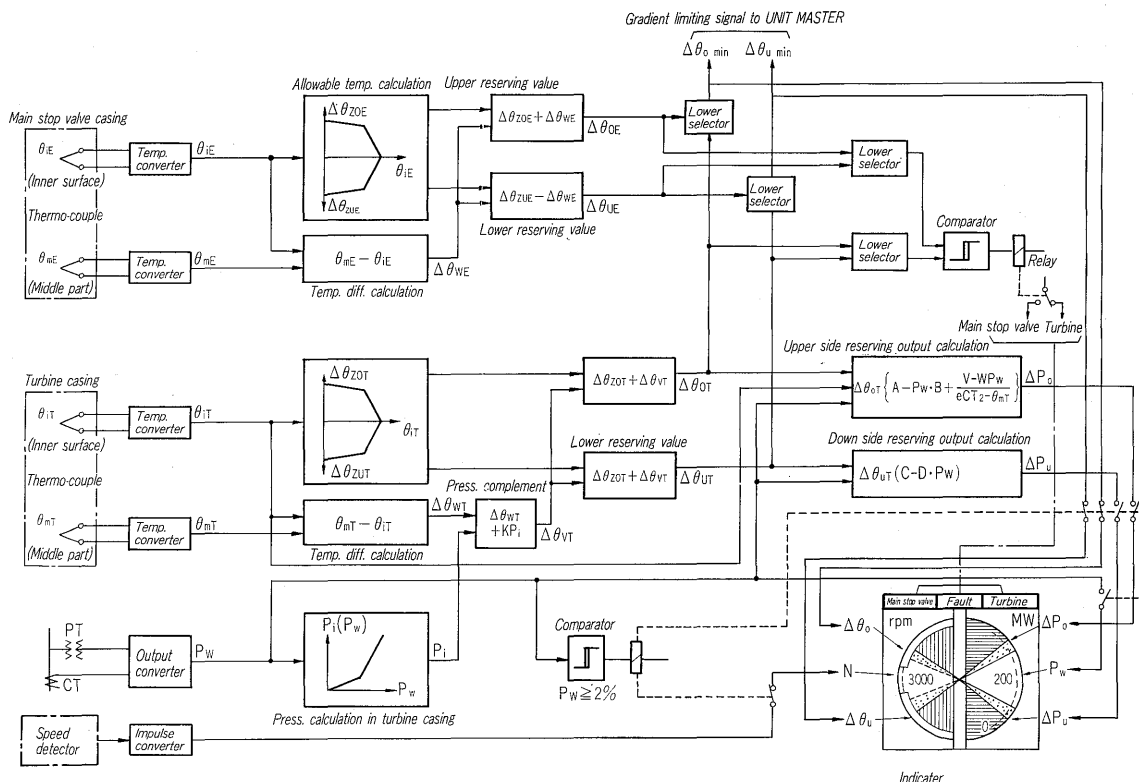 Gradient limiting signal to UNIT MASTER
Δθo min Δθu min
Allowable temp. calculation
Upper reserving value
Main stop valve casing
ΔθZOE
ΔθZOE+ΔθWE
ΔθOE
Lower selector
θiE
Temp. converter
θiE
θiE
(Inner surface)
Lower selector
ΔθZUE
ΔθZUE−ΔθWE
ΔθUE
Lower selector
Thermo-couple
Lower reserving value
Comparator
θmE
Temp. converter
θmE
θmE − θiE
ΔθWE
Lower selector
Relay
(Middle part)
Temp. diff. calculation
Main stop valve Turbine
Upper side reserving output calculation
Turbine casing
ΔθZOT
ΔθZOT+ΔθVT
ΔθOT
ΔθoT{A−Pw·B+V-WPw/eCT2-θmT}
ΔPo
θiT
Temp. converter
θiT
θiT
(Inner surface)
Lower reserving value
Down side reserving output calculation
ΔθZUT
ΔθZOT+ΔθVT
ΔθUT
ΔθuT(C−D·Pw)
ΔPu
Thermo-couple
Press. complement
θmT
Temp. converter
θmT
θmT − θiT
ΔθWT
ΔθWT +KPi
ΔθVT
(Middle part)
Temp. diff. calculation
Main stop valve Fault Turbine
rpm MW
PT
Pi(Pw)
Comparator
Δθo
ΔPo
Output converter
PW
Pi
CT
Pw
N
3000
200
Pw
PW≧2%
Press. calculation in turbine casing
Δθu
0
ΔPu
Speed detector
Impulse converter
Indicater